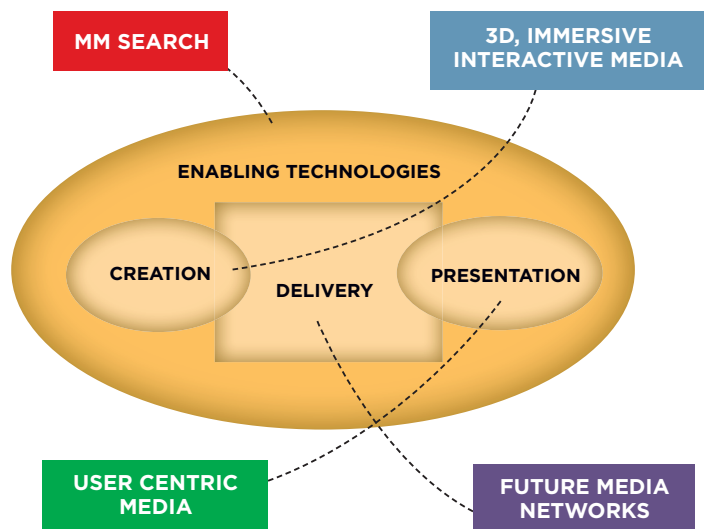 MM SEARCH
3D, IMMERSIVE
INTERACTIVE MEDIA
ENABLING TECHNOLOGIES
CREATION
DELIVERY
PRESENTATION
USER CENTRIC
MEDIA
FUTURE MEDIA
NETWORKS